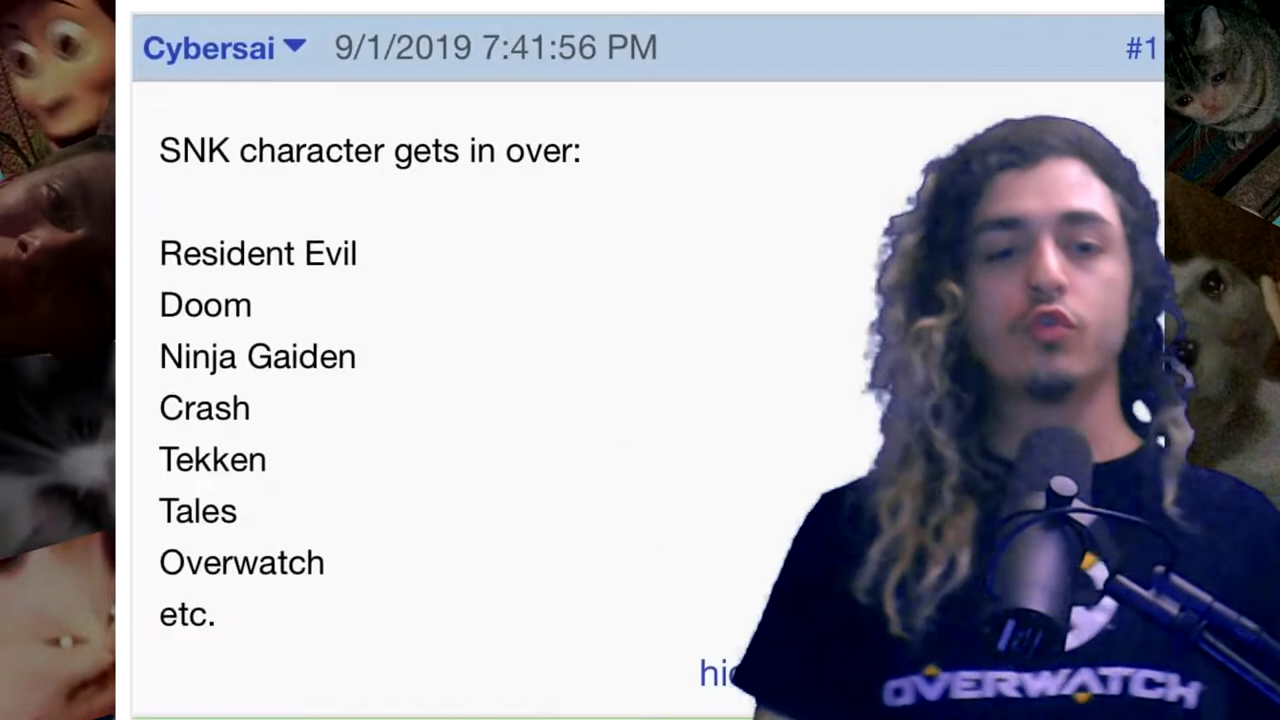 Cybersai 9/1/2019 7:41:56 PM #1
SNK character gets in over:
Resident Evil
Doom
Ninja Gaiden
Crash
Tekken
Tales
Overwatch
etc.
OVERWATCH